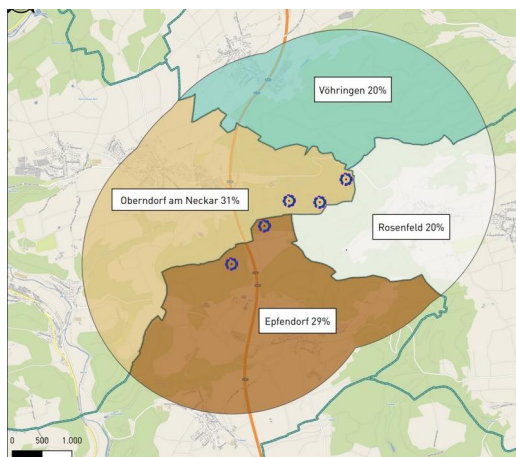 Vöhringen 20%
Oberndorf am Neckar 31%
Rosenfeld 20%
Epfendorf 29%
0 500 1.000